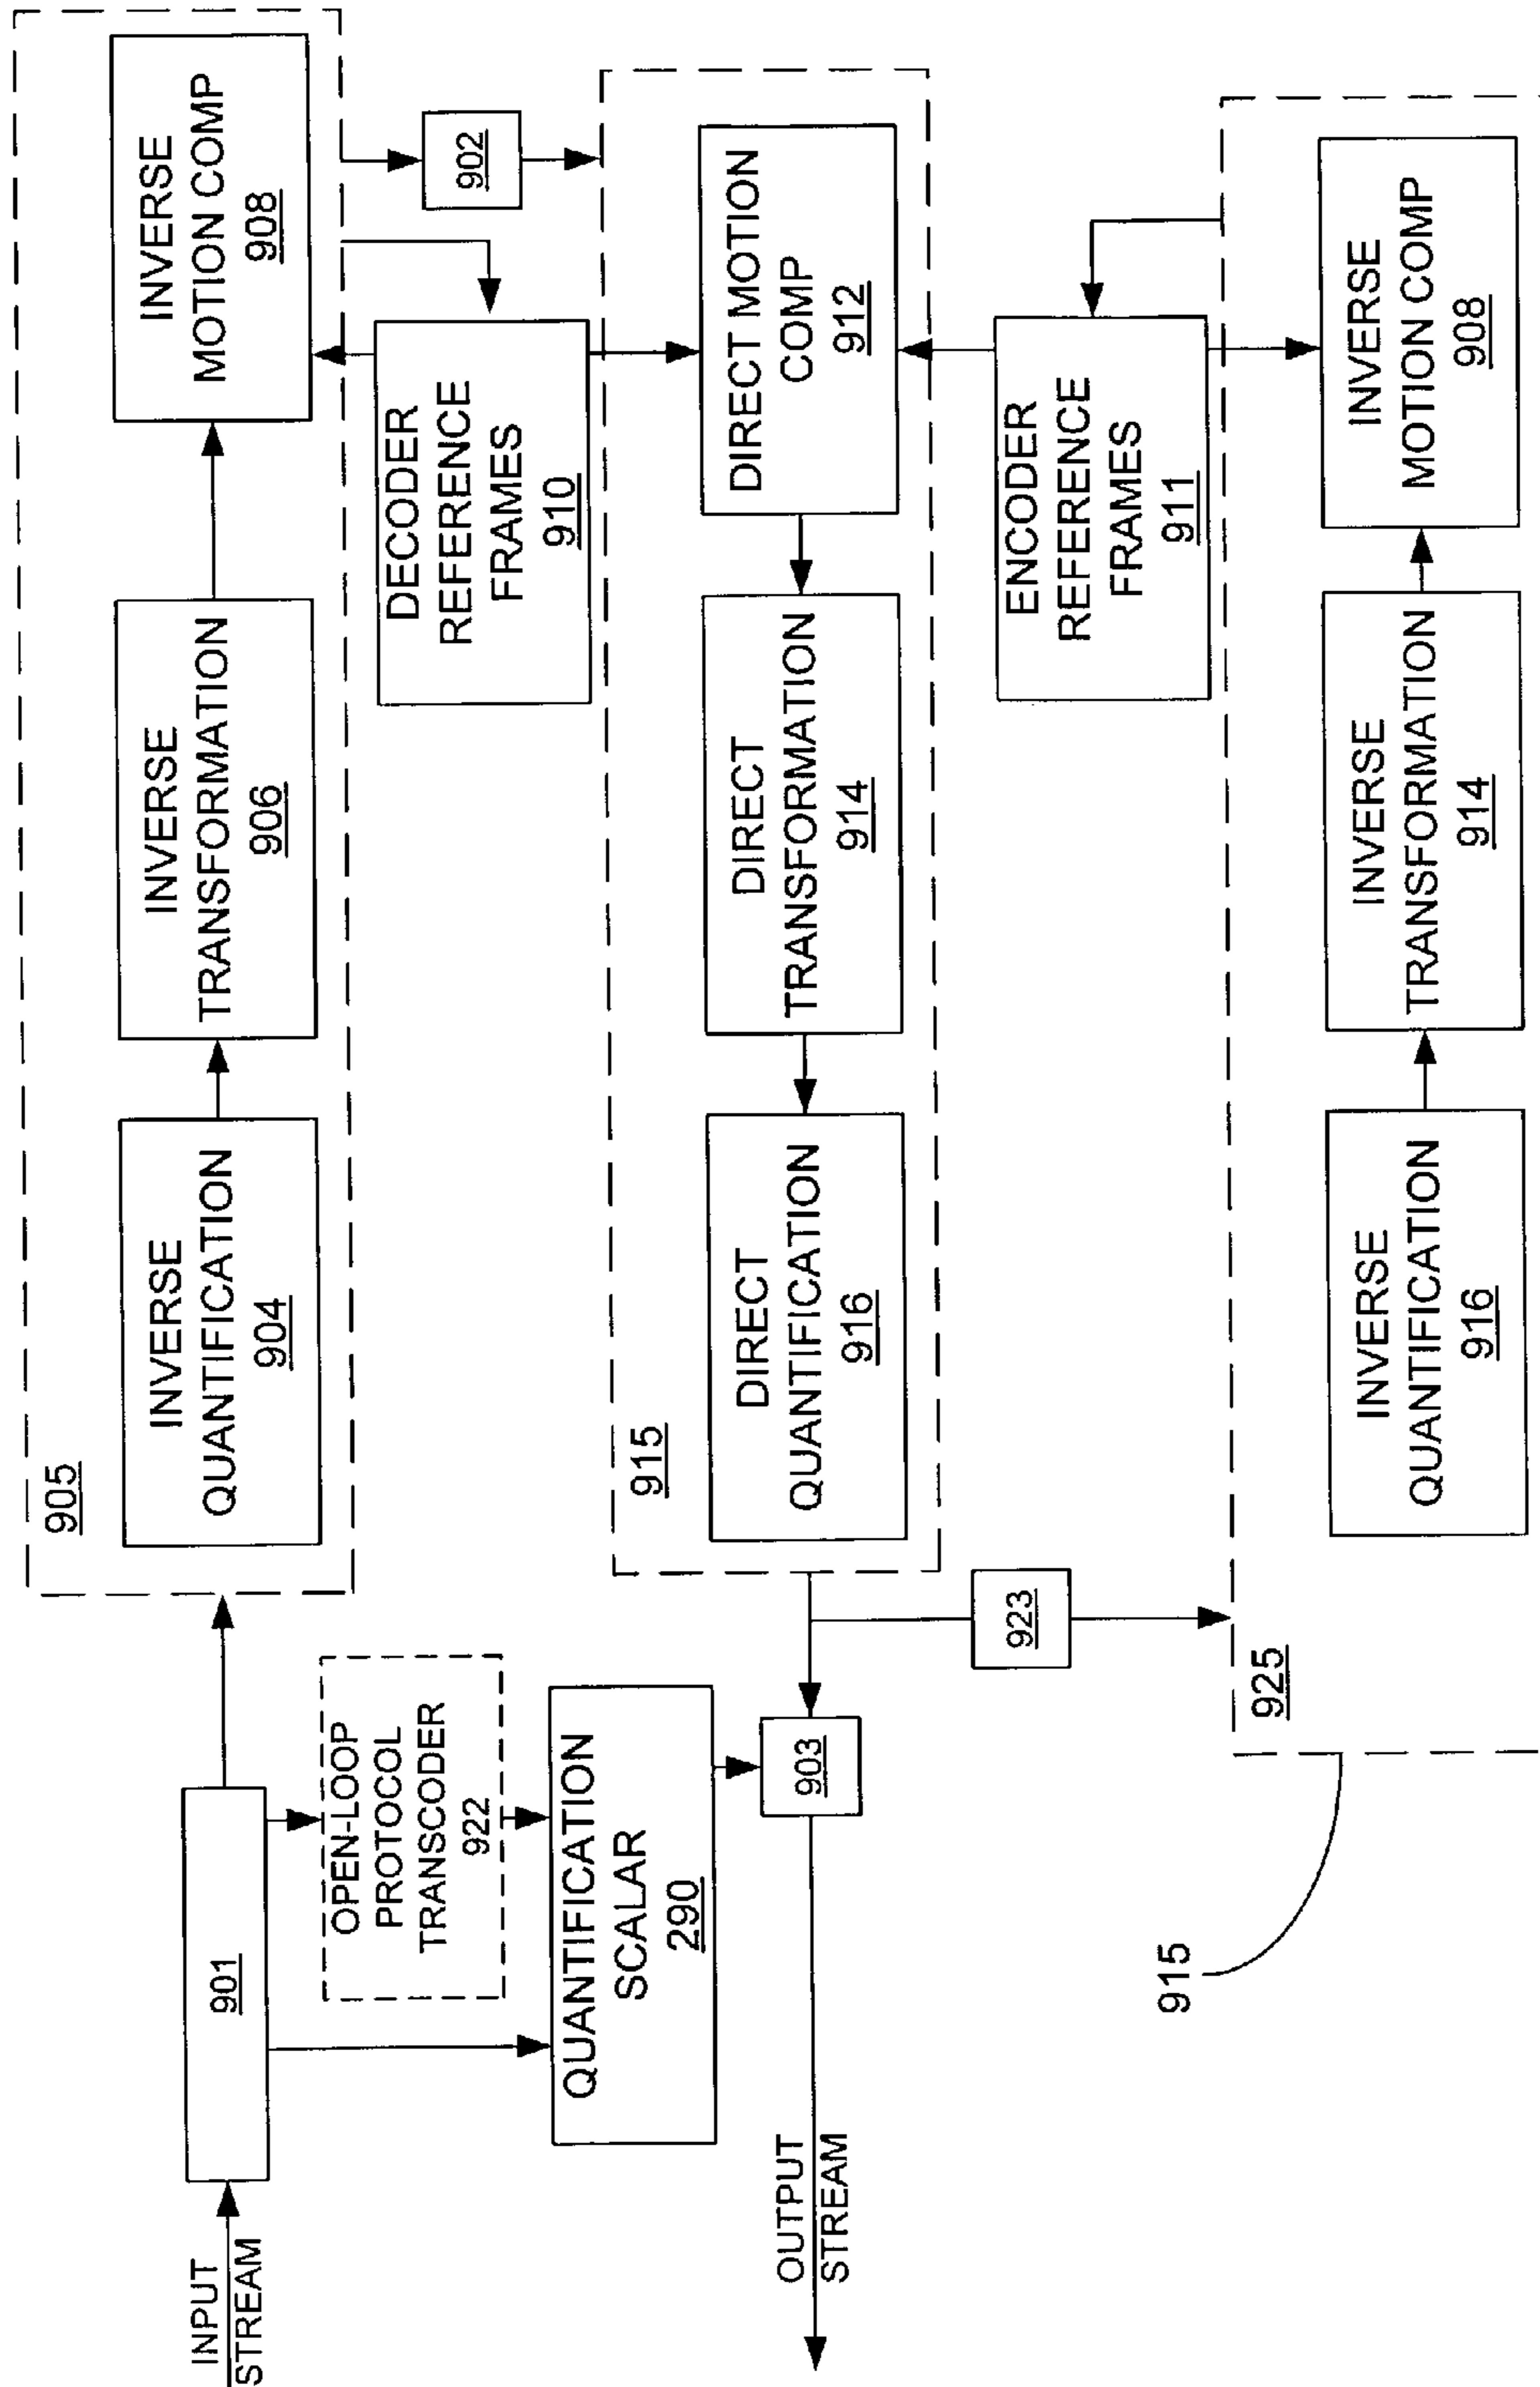 INPUT
STREAM
901
905
INVERSE
QUANTIFICATION
904
INVERSE
TRANSFORMATION
906
INVERSE
MOTION COMP
908
OPEN-LOOP
PROTOCOL
TRANSCODER
922
QUANTIFICATION
SCALAR
290
DECODER
REFERENCE
FRAMES
910
902
OUTPUT
STREAM
903
915
DIRECT
QUANTIFICATION
916
DIRECT
TRANSFORMATION
914
DIRECT MOTION
COMP
912
923
ENCODER
REFERENCE
FRAMES
911
915
925
INVERSE
QUANTIFICATION
916
INVERSE
TRANSFORMATION
914
INVERSE
MOTION COMP
908